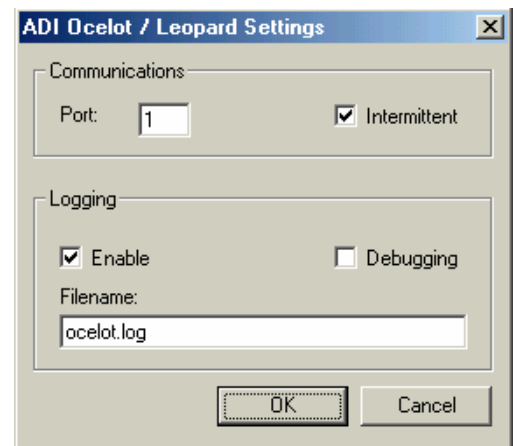 ADI Ocelot / Leopard Settings
Communications
Port: 1 Intermittent
Logging
Enable Debugging
Filename:
ocelot.log
OK Cancel